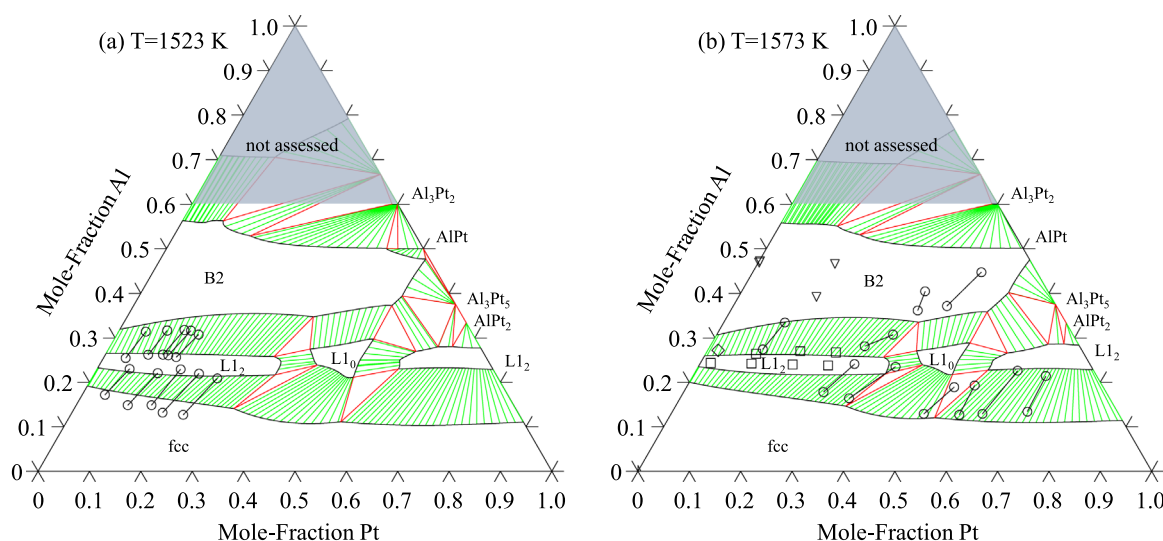 (a) T=1523 K
1.0
0.9
0.8
0.7
0.6
0.5
0.4
0.3
0.2
0.1
0
Mole-Fraction Al
not assessed
Al3Pt2
AlPt
Al3Pt5
AlPt2
L12
B2
L12
L10
fcc
0 0.1 0.2 0.3 0.4 0.5 0.6 0.7 0.8 0.9 1.0
Mole-Fraction Pt
(b) T=1573 K
1.0
0.9
0.8
0.7
0.6
0.5
0.4
0.3
0.2
0.1
0
Mole-Fraction Al
not assessed
Al3Pt2
AlPt
Al3Pt5
AlPt2
L12
B2
L12
L10
fcc
0 0.1 0.2 0.3 0.4 0.5 0.6 0.7 0.8 0.9 1.0
Mole-Fraction Pt